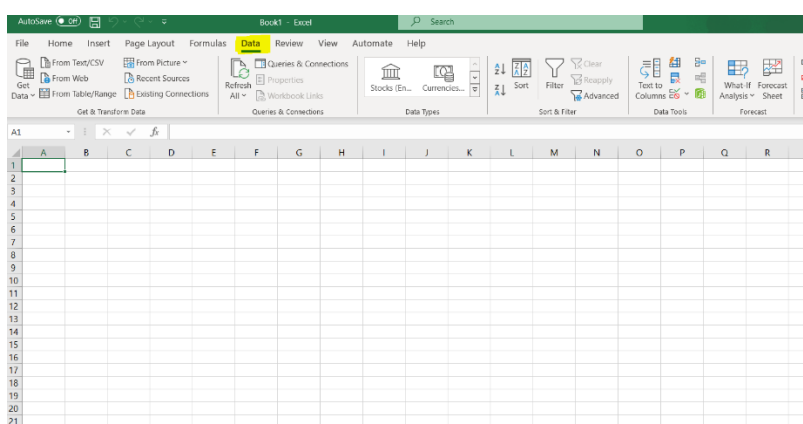 AutoSave Off Book1 - Excel Search
File Home Insert Page Layout Formulas Data Review View Automate Help
From Text/CSV From Picture Queries & Connections Clear
From Web Recent Sources Properties Reapply
Get Data From Table/Range Existing Connections Refresh All Workbook Links Stocks (En... Currencies... Sort Filter Advanced Text to Columns What-If Analysis Forecast Sheet
Get & Transform Data Queries & Connections Data Types Sort & Filter Data Tools Forecast
A1 fx
A B C D E F G H I J K L M N O P Q R
1
2
3
4
5
6
7
8
9
10
11
12
13
14
15
16
17
18
19
20
21